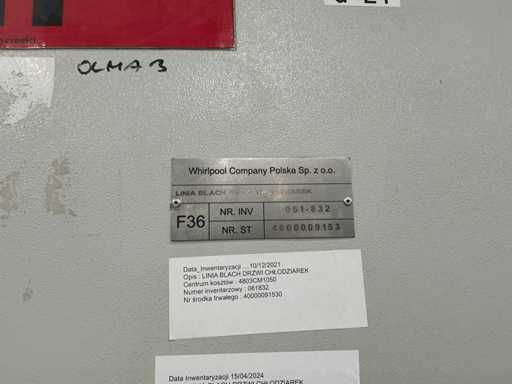 OLMA 3
Whirlpool Company Polska Sp. z o.o.
LINIA BLACH
F36
NR. INV
061-832
NR. ST
4000009153
Data_Inwentaryzacji ....10/12/2021
Opis : LINIA BLACH DRZWI CHŁODZIAREK
Centrum kosztów : 4803CM1050
Numer inwentarzowy : 061832
Nr środka trwałego : 40000091530
Data Inwentaryzacji 15/04/2024